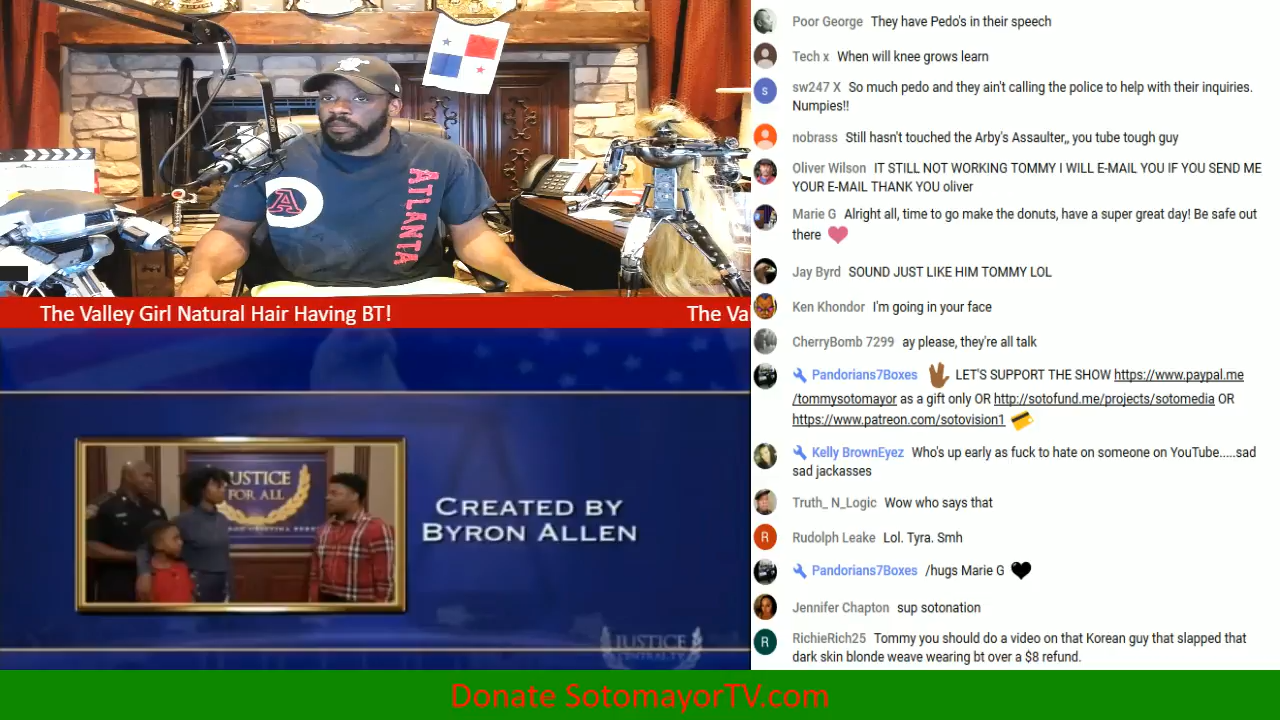 ATLANTA
A
The Valley Girl Natural Hair Having BT!
The Va
JUSTICE
FOR ALL
CREATED BY
BYRON ALLEN
JUSTICE
CENTRAL.TV
Poor George They have Pedo's in their speech
Tech x When will knee grows learn
S
sw247 X So much pedo and they ain't calling the police to help with their inquiries.
Numpies!!
nobrass Still hasn't touched the Arby's Assaulter,, you tube tough guy
Oliver Wilson IT STILL NOT WORKING TOMMY I WILL E-MAIL YOU IF YOU SEND ME
YOUR E-MAIL THANK YOU oliver
Marie G Alright all, time to go make the donuts, have a super great day! Be safe out
there
Jay Byrd SOUND JUST LIKE HIM TOMMY LOL
Ken Khondor I'm going in your face
CherryBomb 7299 ay please, they're all talk
Pandorians7Boxes LET'S SUPPORT THE SHOW https://www.paypal.me
/tommysotomayor as a gift only OR http://sotofund.me/projects/sotomedia OR
https://www.patreon.com/sotovision1
Kelly BrownEyez Who's up early as fuck to hate on someone on YouTube.....sad
sad jackasses
Truth_ N_Logic Wow who says that
R
Rudolph Leake Lol. Tyra. Smh
Pandorians7Boxes /hugs Marie G
Jennifer Chapton sup sotonation
R
RichieRich25 Tommy you should do a video on that Korean guy that slapped that
dark skin blonde weave wearing bt over a $8 refund.
Donate SotomayorTV.com